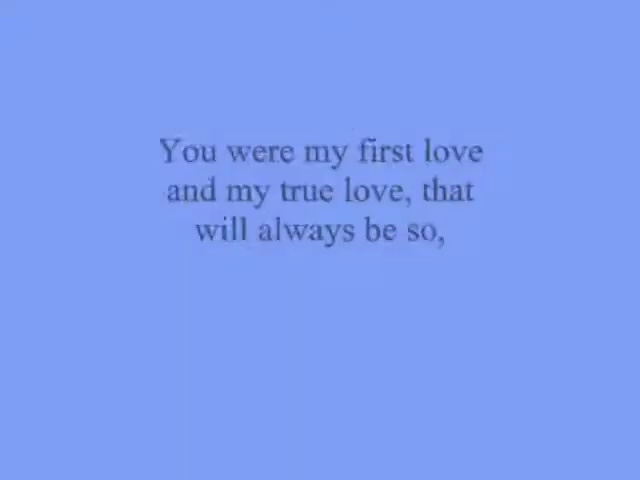 You were my first love
and my true love, that
will always be so,